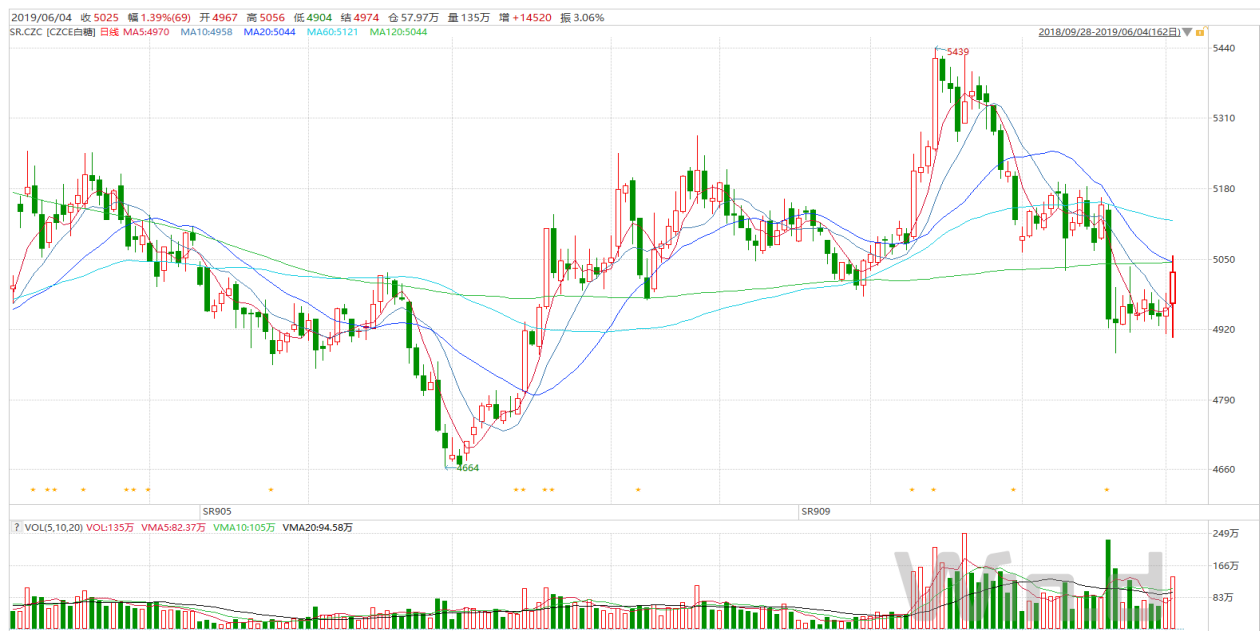 2019/06/04 收 5025 幅 1.39%(69) 开 4967 高 5056 低 4904 结 4974 仓 57.97万 量 135万 增 +14520 振 3.06%
SR.CZC [CZCE白糖] 日线 MA5:4970 MA10:4958 MA20:5044 MA60:5121 MA120:5044 2018/09/28-2019/06/04(162日)
5440
5439
5310
5180
5050
4920
4790
4664
4660
SR905 SR909
? VOL(5,10,20) VOL:135万 VMA5:82.37万 VMA10:105万 VMA20:94.58万
249万
166万
83万
Wind